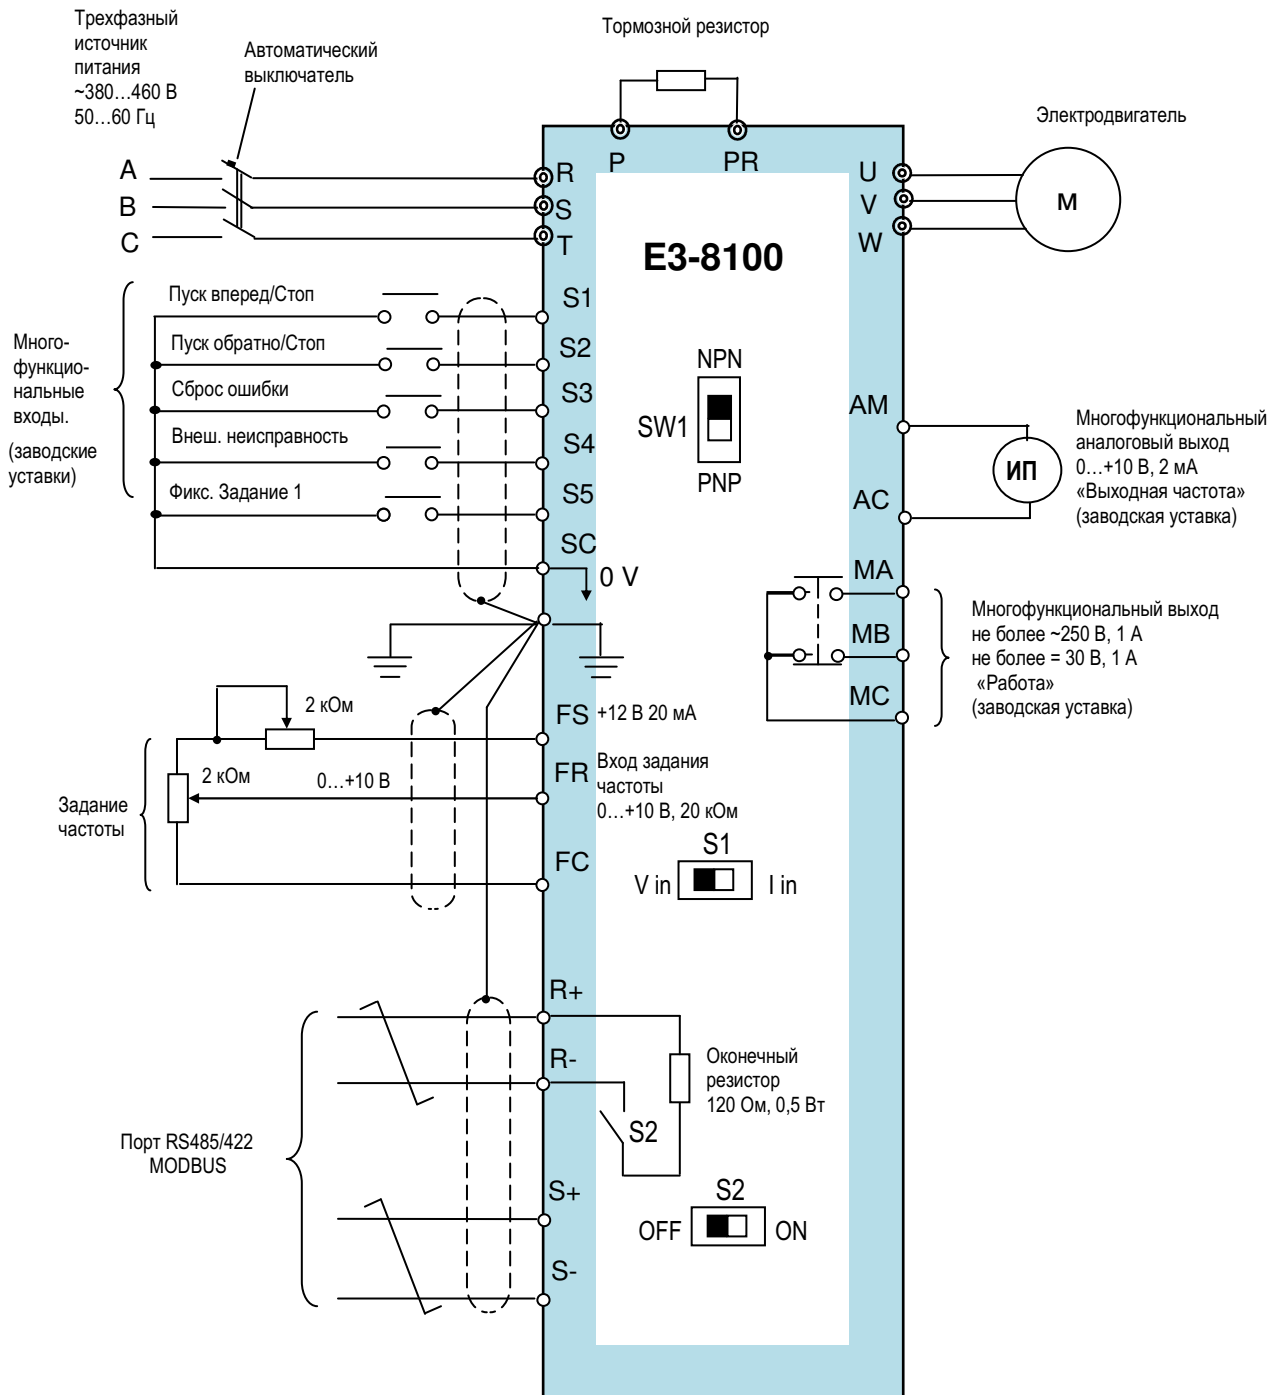 Трехфазный
источник
питания
~380...460 В
50...60 Гц
Автоматический
выключатель
Тормозной резистор
Электродвигатель
P
PR
A
B
C
R
S
T
U
V
W
М
E3-8100
Много-
функцио-
нальные
входы.
(заводские
уставки)
Пуск вперед/Стоп
S1
Пуск обратно/Стоп
S2
Сброс ошибки
S3
Внеш. неисправность
S4
Фикс. Задание 1
S5
SC
0 V
NPN
SW1
PNP
AM
AC
ИП
Многофункциональный
аналоговый выход
0...+10 В, 2 мА
«Выходная частота»
(заводская уставка)
MA
MB
MC
Многофункциональный выход
не более ~250 В, 1 А
не более = 30 В, 1 А
«Работа»
(заводская уставка)
2 кОм
FS
+12 В 20 мА
2 кОм
0...+10 В
FR
Вход задания
частоты
0...+10 В, 20 кОм
Задание
частоты
FC
S1
V in
I in
R+
R-
Оконечный
резистор
120 Ом, 0,5 Вт
S2
Порт RS485/422
MODBUS
S+
S-
S2
OFF
ON